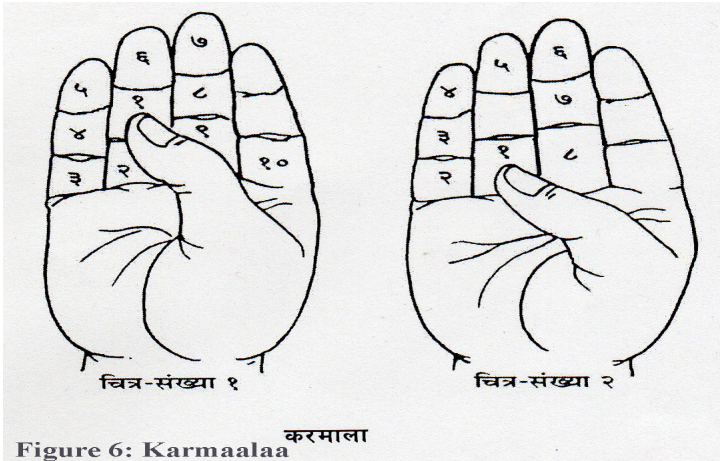 ६ ७
५ १ ८
४ ९
३ २ १०
चित्र-संख्या १
५ ६
४ ७
३ १ ८
२
चित्र-संख्या २
करमाला
Figure 6: Karmaalaa